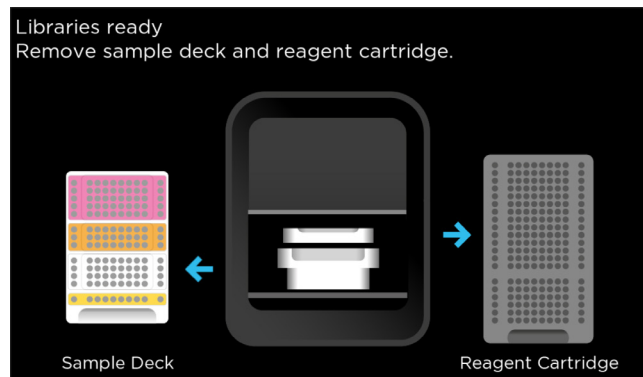 Libraries ready
Remove sample deck and reagent cartridge.
Sample Deck
Reagent Cartridge